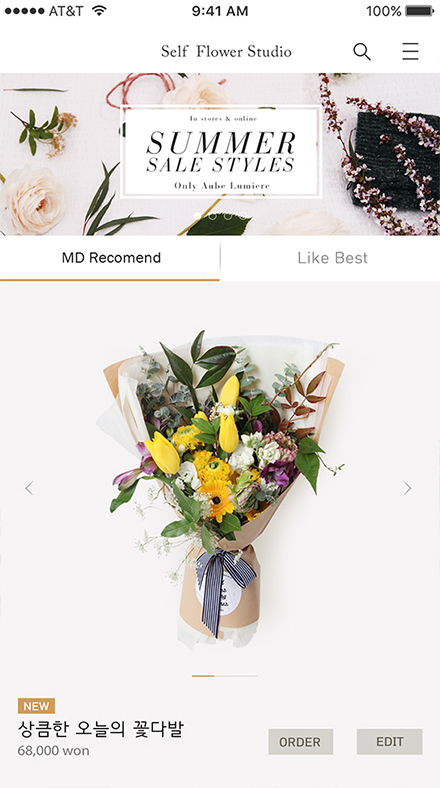 AT&T
9:41 AM
100%
Self Flower Studio
In stores & online
SUMMER
SALE STYLES
Only Aube Lumiere
MD Recomend
Like Best
NEW
상큼한 오늘의 꽃다발
68,000 won
ORDER
EDIT